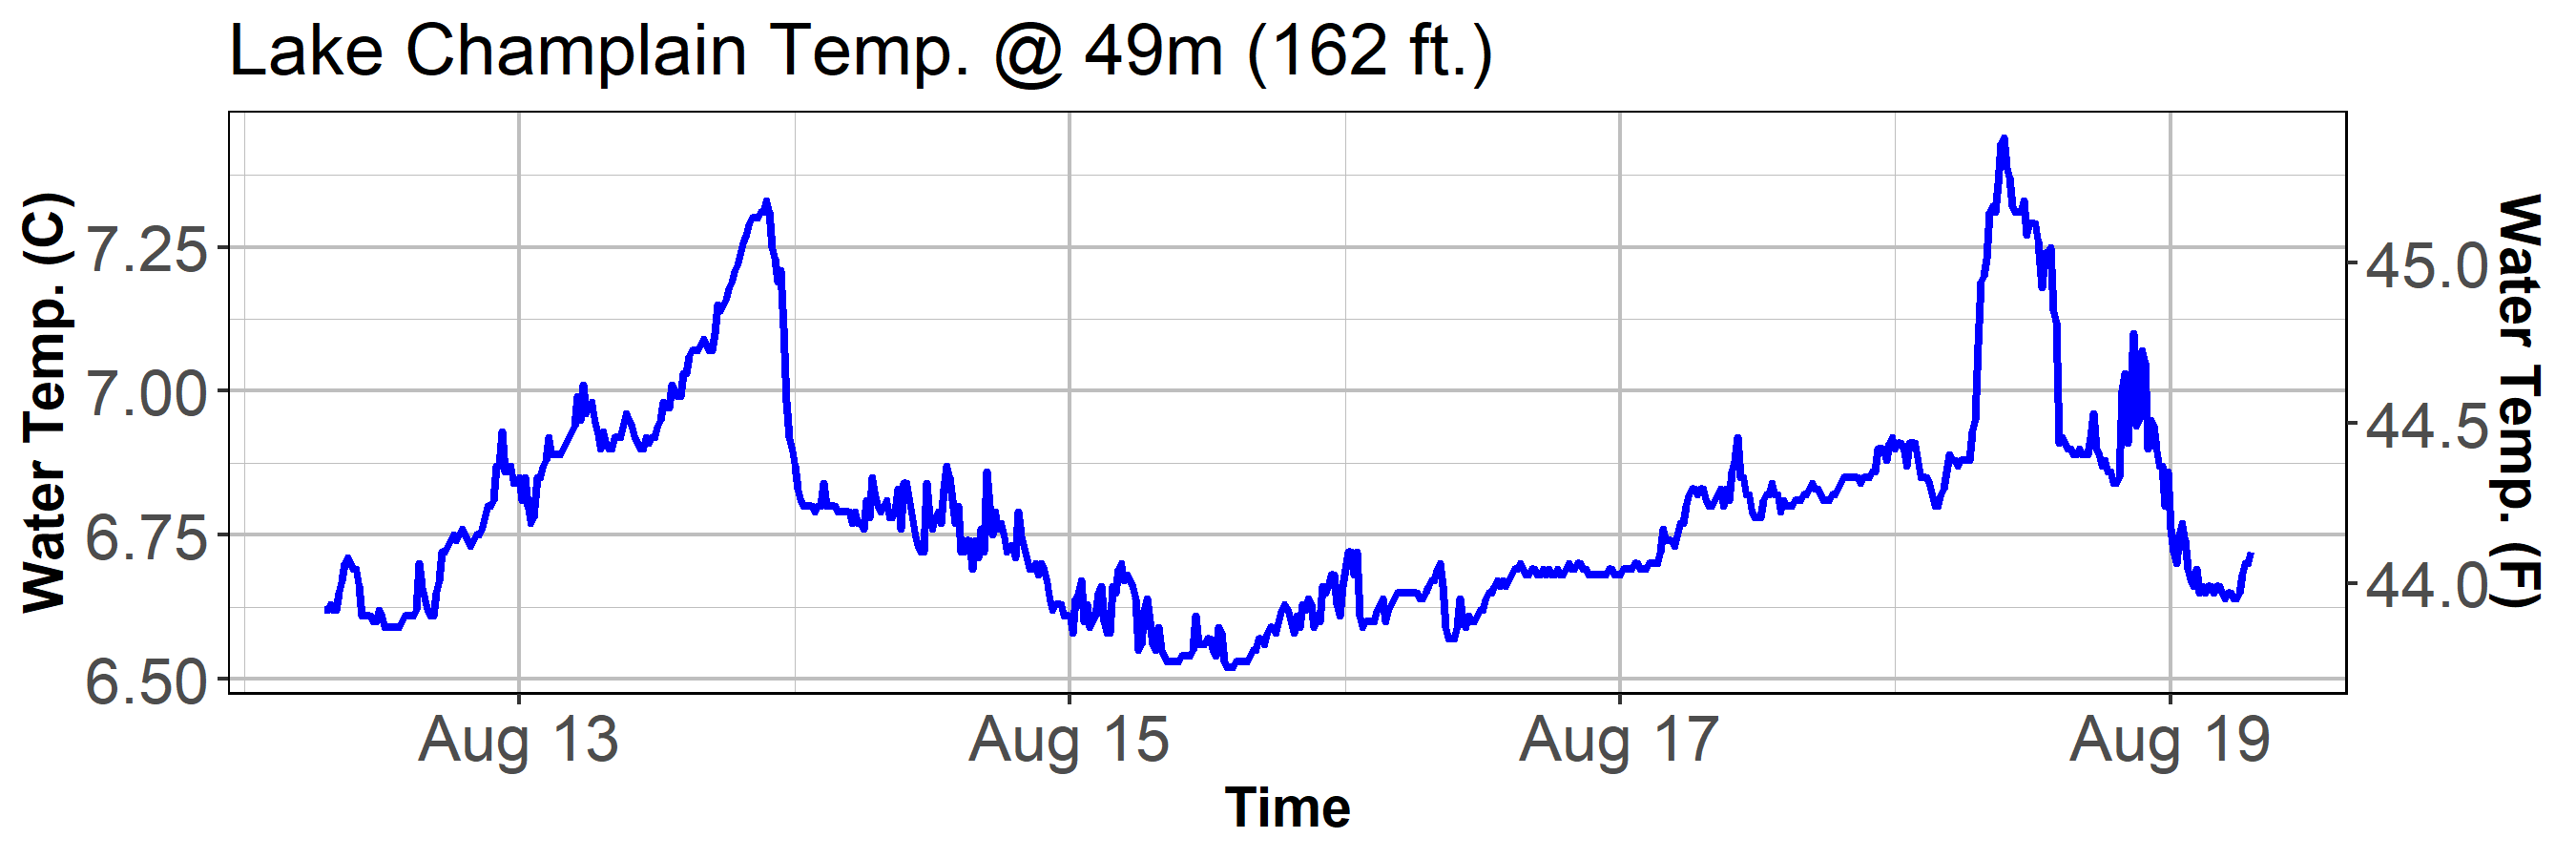 Lake Champlain Temp. @ 49m (162 ft.)
Water Temp. (C)
7.25
7.00
6.75
6.50
45.0
44.5
44.0
Water Temp. (F)
Aug 13
Aug 15
Aug 17
Aug 19
Time